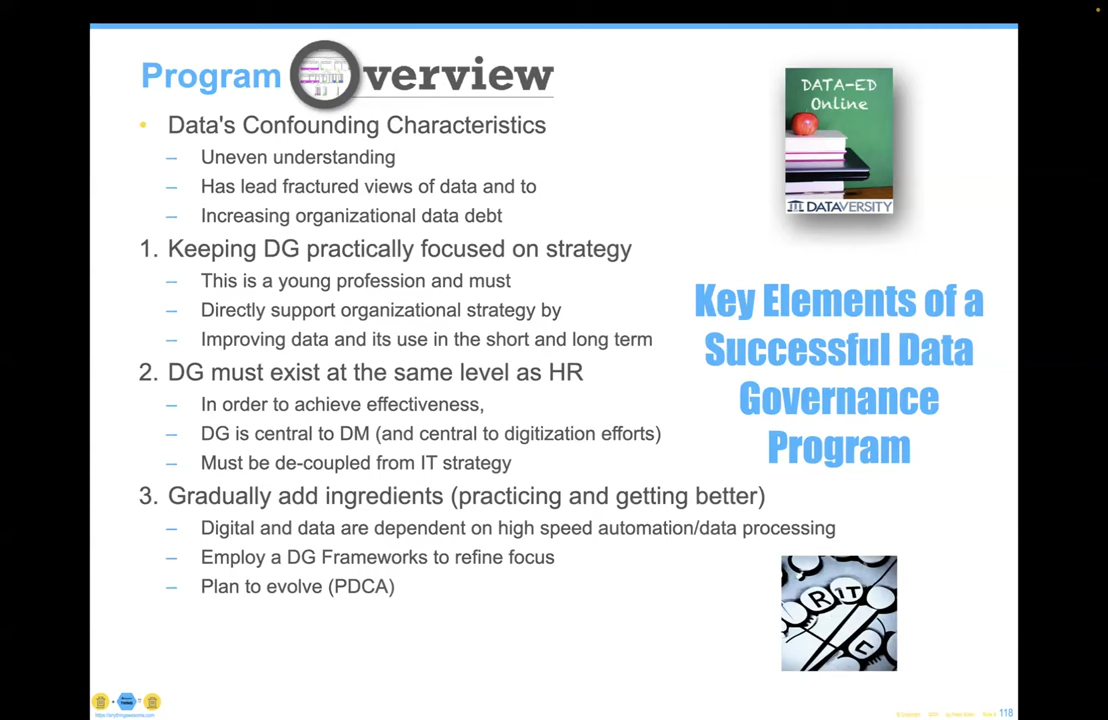 Program Overview
• Data's Confounding Characteristics
– Uneven understanding
– Has lead fractured views of data and to
– Increasing organizational data debt
1. Keeping DG practically focused on strategy
– This is a young profession and must
– Directly support organizational strategy by
– Improving data and its use in the short and long term
2. DG must exist at the same level as HR
– In order to achieve effectiveness,
– DG is central to DM (and central to digitization efforts)
– Must be de-coupled from IT strategy
3. Gradually add ingredients (practicing and getting better)
– Digital and data are dependent on high speed automation/data processing
– Employ a DG Frameworks to refine focus
– Plan to evolve (PDCA)
DATA-ED
Online
DATAVERSITY
Key Elements of a
Successful Data
Governance
Program
R IT
https://anythingawesome.com
118